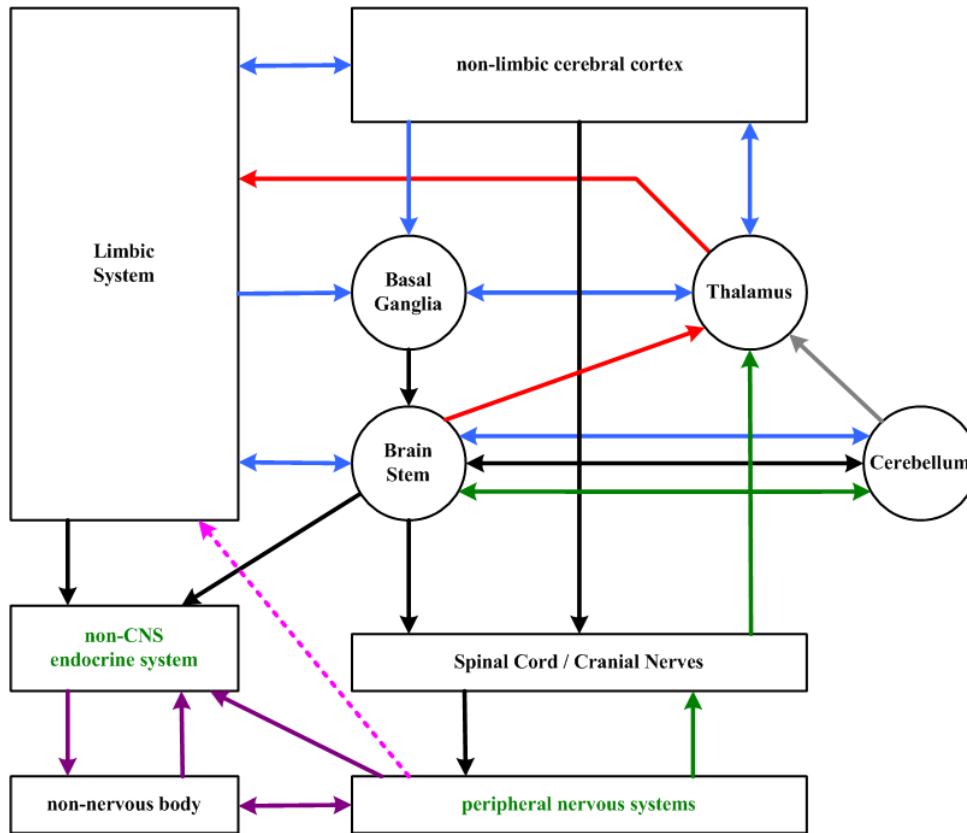 non-limbic cerebral cortex
Limbic
System
Basal
Ganglia
Thalamus
Brain
Stem
Cerebellum
non-CNS
endocrine system
Spinal Cord / Cranial Nerves
non-nervous body
peripheral nervous systems